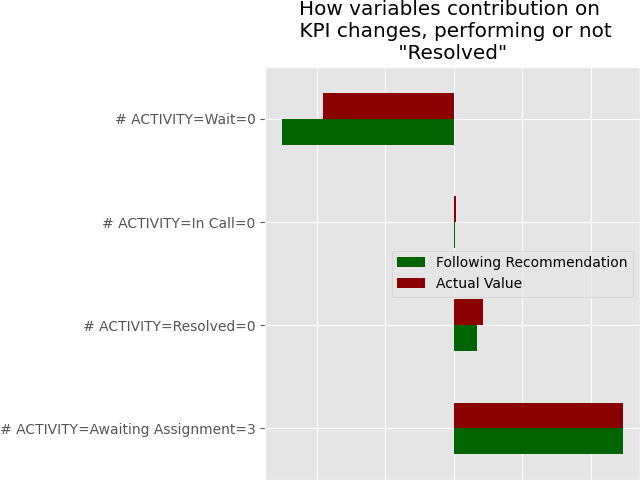 How variables contribution on
KPI changes, performing or not
"Resolved"
# ACTIVITY=Wait=0
# ACTIVITY=In Call=0
Following Recommendation
Actual Value
# ACTIVITY=Resolved=0
# ACTIVITY=Awaiting Assignment=3